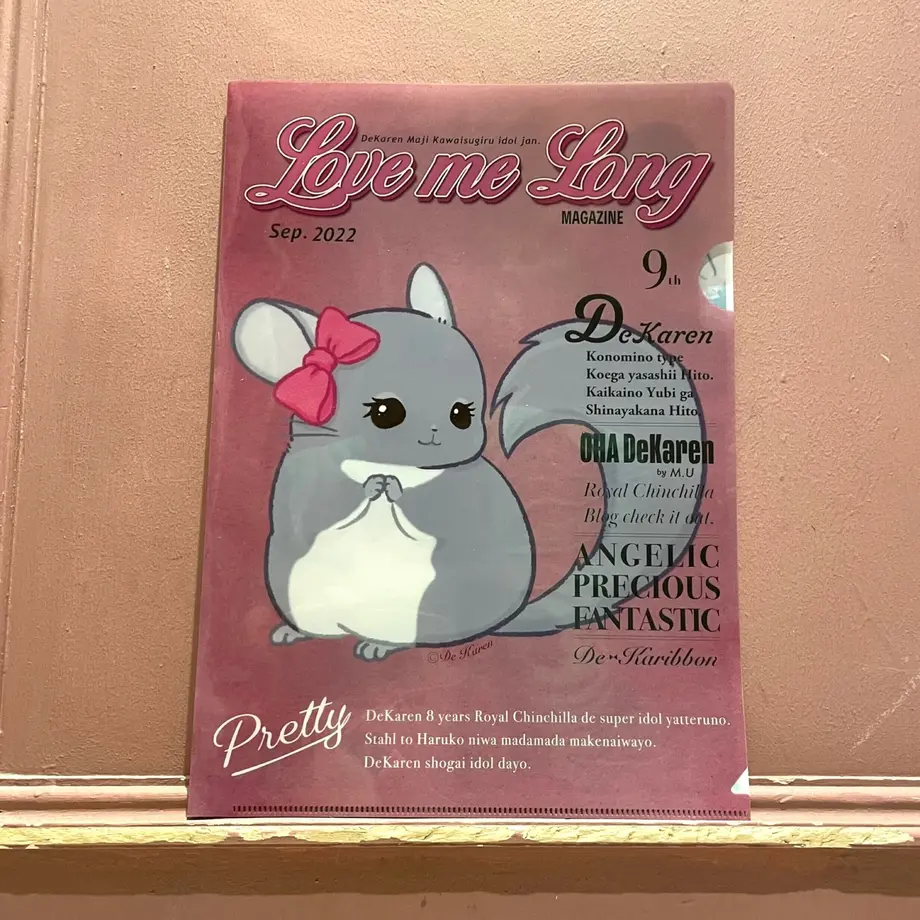 DeKaren Maji Kawaisugiru idol jan.
Love me Long
MAGAZINE
Sep. 2022
9th
DeKaren
Konomino type
Koega yasashii Hito.
Kaikaino Yubi ga
Shinayakana Hito
OHA DeKaren
by M.U
Royal Chinchilla
Blog check it out.
ANGELIC
PRECIOUS
FANTASTIC
De Karibbon
©De Karen
Pretty
DeKaren 8 years Royal Chinchilla de super idol yatteruno.
Stahl to Haruko niwa madamada makenaiwayo.
DeKaren shogai idol dayo.